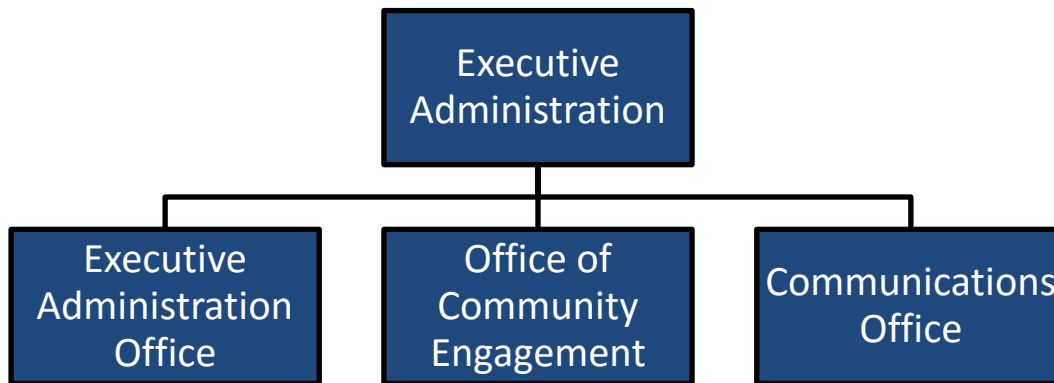 Executive
Administration
Executive
Administration
Office
Office of
Community
Engagement
Communications
Office